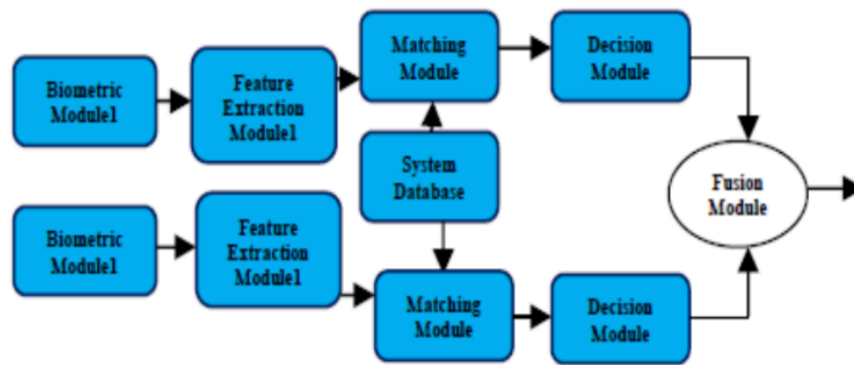 Biometric
Module1
Feature
Extraction
Module1
Matching
Module
Decision
Module
System
Database
Fusion
Module
Biometric
Module1
Feature
Extraction
Module1
Matching
Module
Decision
Module